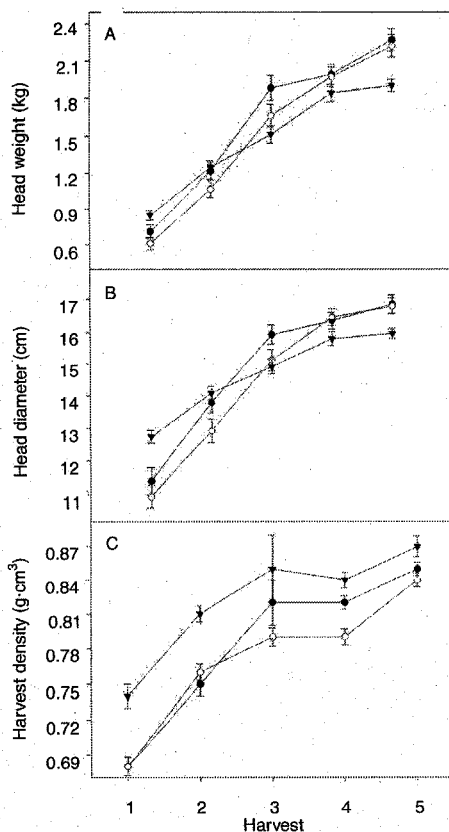 A
Head weight (kg)
2.4
2.1
1.8
1.5
1.2
0.9
0.6
B
Head diameter (cm)
17
16
15
14
13
12
11
C
Harvest density (g·cm³)
0.87
0.84
0.81
0.78
0.75
0.72
0.69
1 2 3 4 5
Harvest